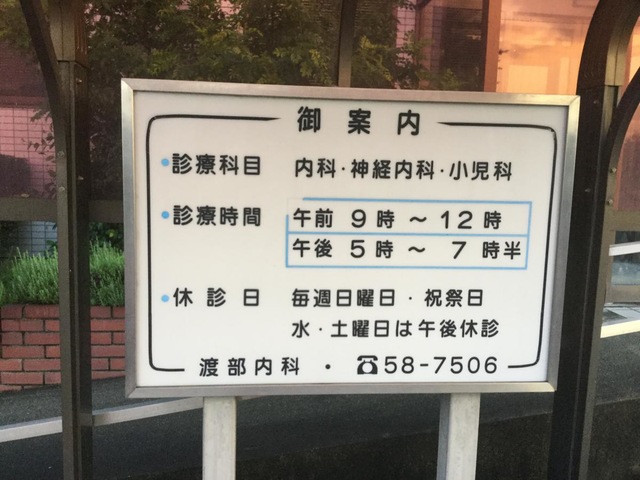 御案内
・診療科目 内科・神経内科・小児科
・診療時間 午前 9時 ～ 12時
午後 5時 ～ 7時半
・休診日 毎週日曜日・祝祭日
水・土曜日は午後休診
渡部内科 ・ ☎58-7506